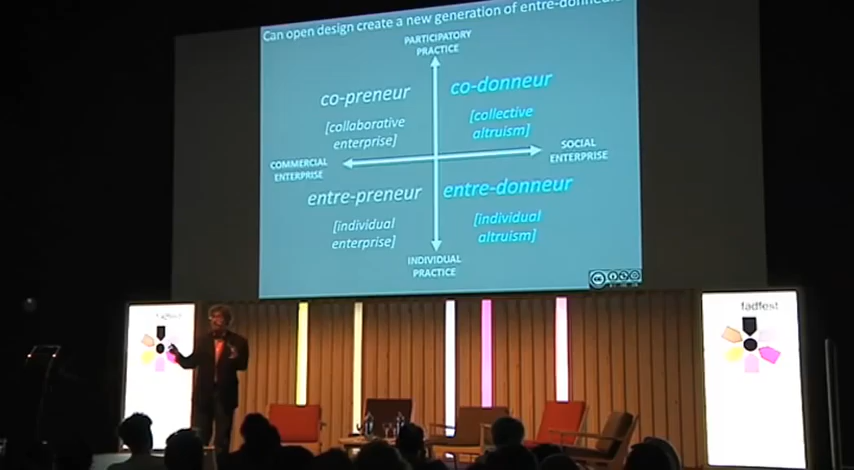 Can open design create a new generation of entre-donneurs
PARTICIPATORY
PRACTICE
co-preneur
co-donneur
[collaborative
enterprise]
[collective
altruism]
COMMERCIAL
ENTERPRISE
SOCIAL
ENTERPRISE
entre-preneur
entre-donneur
[individual
enterprise]
[individual
altruism]
INDIVIDUAL
PRACTICE
cc
fadfest
fadfest